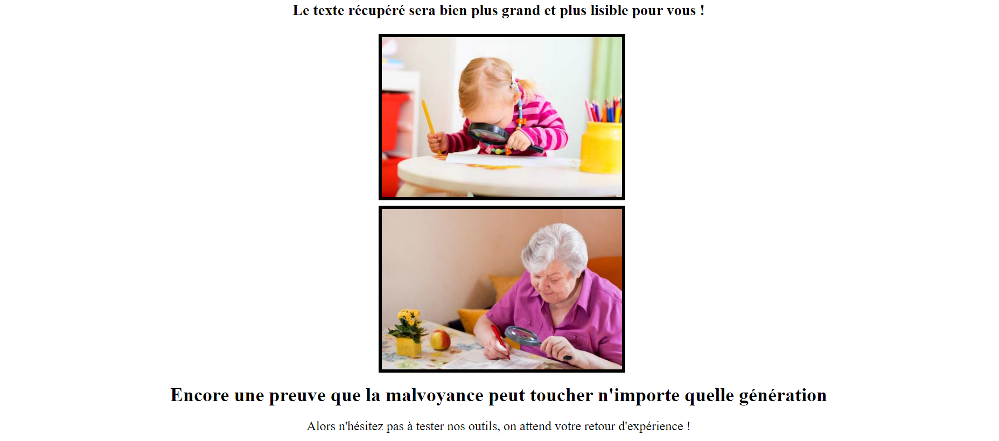 Le texte récupéré sera bien plus grand et plus lisible pour vous !
Encore une preuve que la malvoyance peut toucher n'importe quelle génération
Alors n'hésitez pas à tester nos outils, on attend votre retour d'expérience !